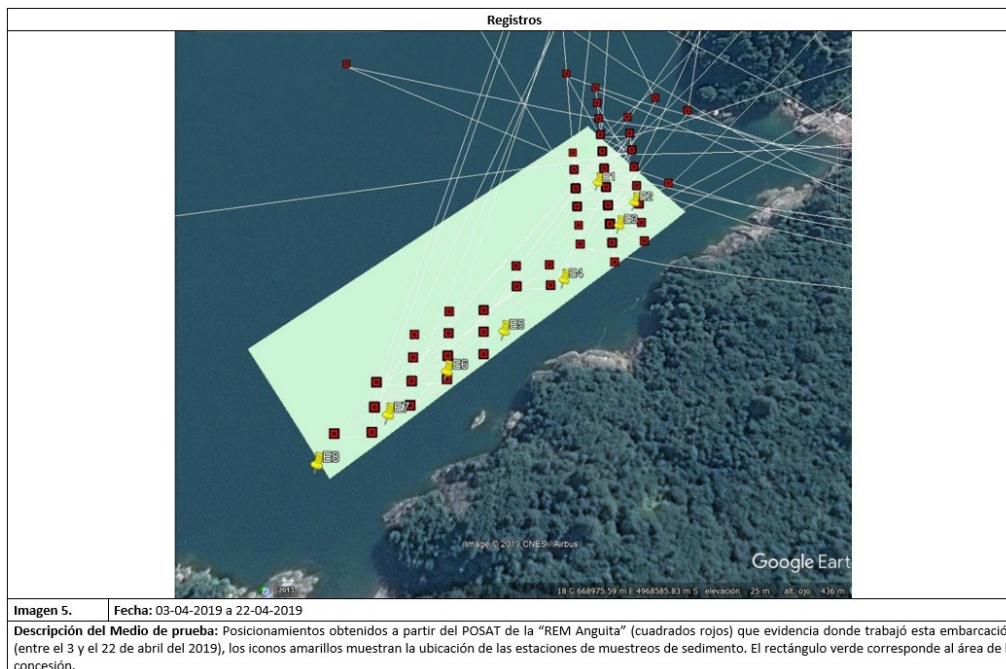 Registros
E1
E2
E3
E4
E5
E6
E7
E8
Image © 2019 CNES / Airbus
Google Eart
2013
18 G 668975.59 m E 4968585.83 m S elevación 25 m alt. ojo 436 m
Imagen 5.
Fecha: 03-04-2019 a 22-04-2019
Descripción del Medio de prueba: Posicionamientos obtenidos a partir del POSAT de la “REM Anguita” (cuadrados rojos) que evidencia donde trabajó esta embarcació
(entre el 3 y el 22 de abril del 2019), los iconos amarillos muestran la ubicación de las estaciones de muestreos de sedimento. El rectángulo verde corresponde al área de
concesión.